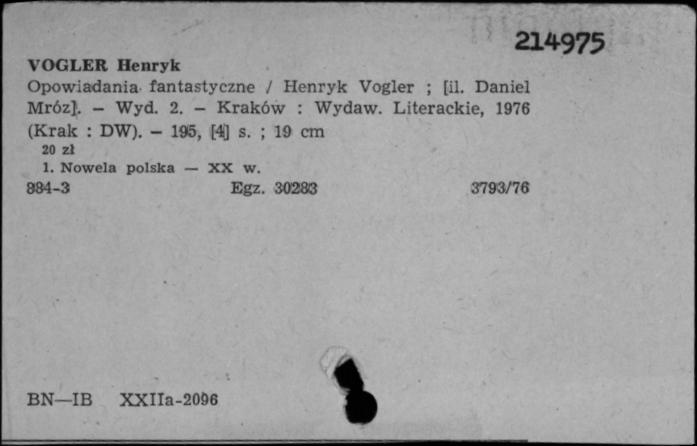 214975
VOGLER Henryk
Opowiadania fantastyczne / Henryk Vogler ; [il. Daniel
Mróz]. — Wyd. 2. — Kraków : Wydaw. Literackie, 1976
(Krak : DW). — 195, [4] s. ; 19 cm
20 zł
1. Nowela polska — XX w.
884-3 Egz. 30283 3793/76
BN—IB XXIIa-2096